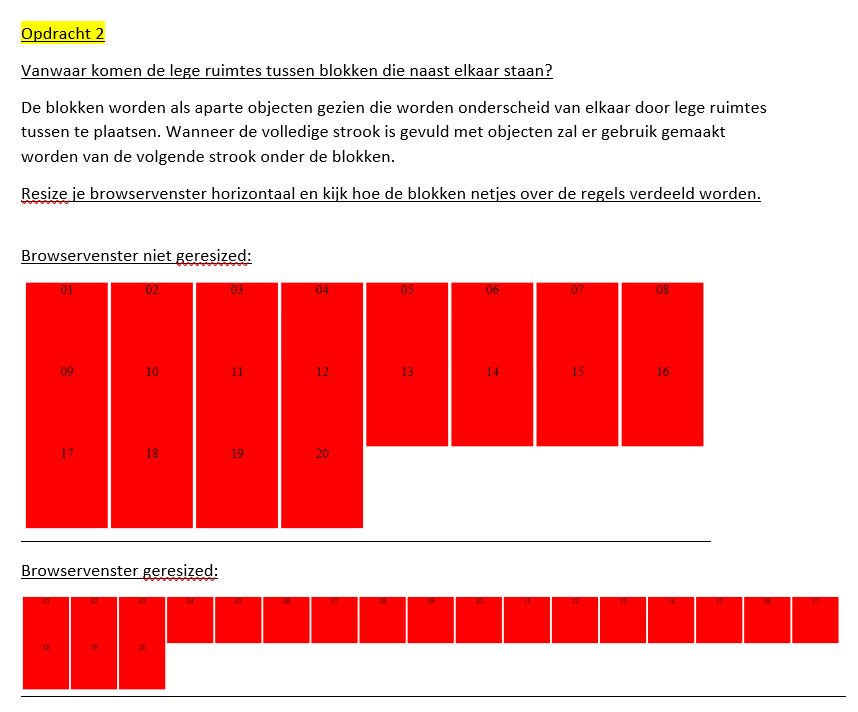 Opdracht 2
Vanwaar komen de lege ruimtes tussen blokken die naast elkaar staan?
De blokken worden als aparte objecten gezien die worden onderscheid van elkaar door lege ruimtes
tussen te plaatsen. Wanneer de volledige strook is gevuld met objecten zal er gebruik gemaakt
worden van de volgende strook onder de blokken.
Resize je browservenster horizontaal en kijk hoe de blokken netjes over de regels verdeeld worden.
Browservenster niet geresized:
01 02 03 04 05 06 07 08
09 10 11 12 13 14 15 16
17 18 19 20
Browservenster geresized:
01 02 03 04 05 06 07 08 09 10 11 12 13 14 15 16 17
18 19 20